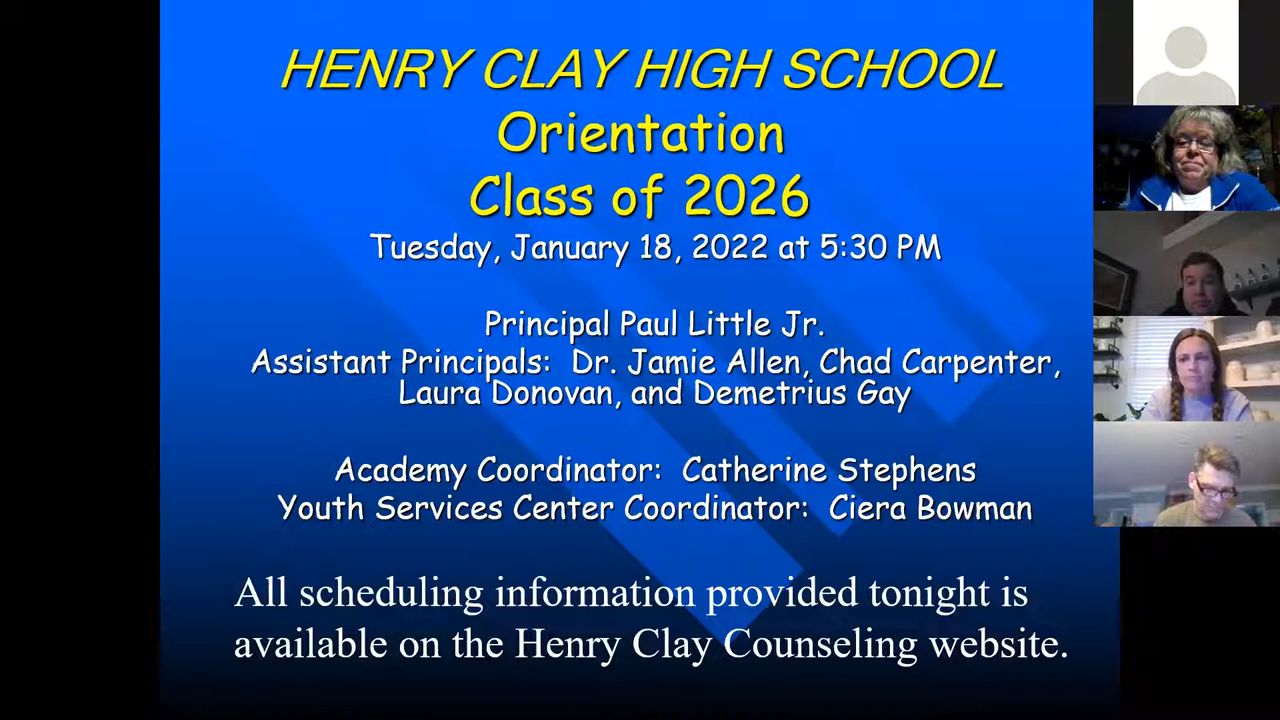 HENRY CLAY HIGH SCHOOL
Orientation
Class of 2026
Tuesday, January 18, 2022 at 5:30 PM
Principal Paul Little Jr.
Assistant Principals: Dr. Jamie Allen, Chad Carpenter,
Laura Donovan, and Demetrius Gay
Academy Coordinator: Catherine Stephens
Youth Services Center Coordinator: Ciera Bowman
All scheduling information provided tonight is
available on the Henry Clay Counseling website.